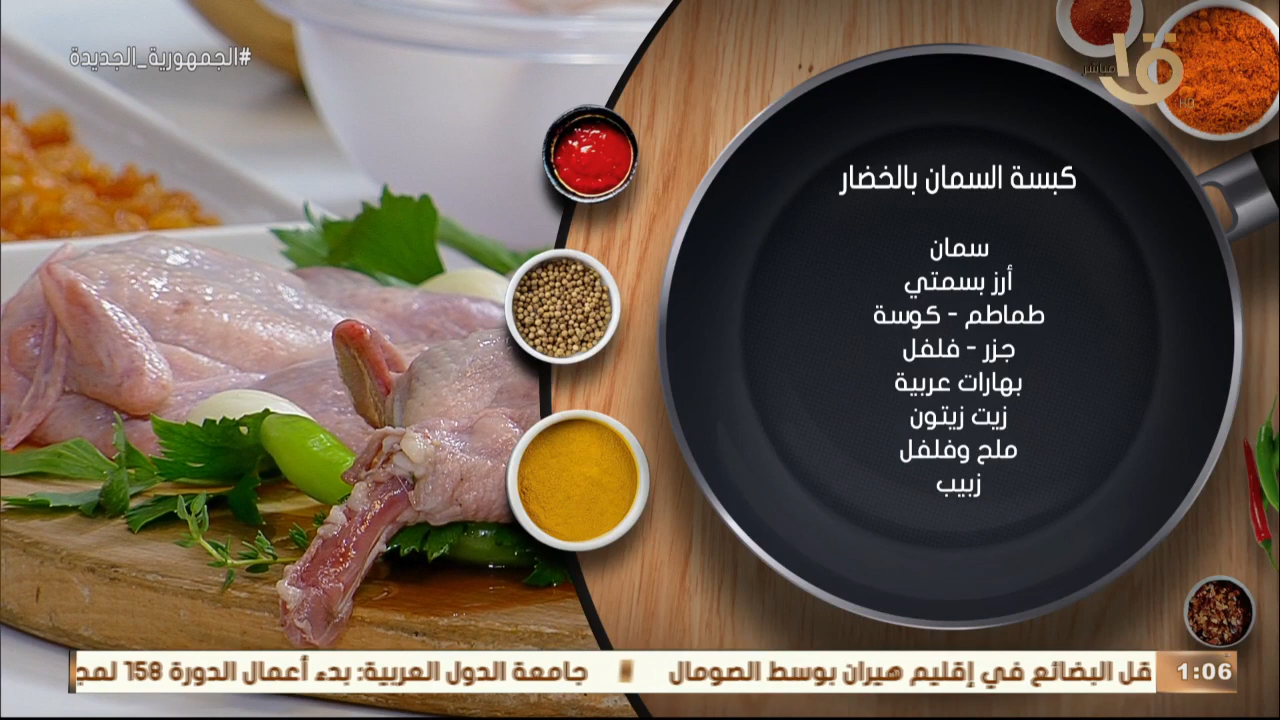 #الجمهورية_الجديدة
مباشر
كبسة السمان بالخضار
سمان
أرز بسمتي
طماطم - كوسة
جزر - فلفل
بهارات عربية
زيت زيتون
ملح وفلفل
زبيب
1:06 قل البضائع في إقليم هيران بوسط الصومال جامعة الدول العربية: بدء أعمال الدورة 158 لمج